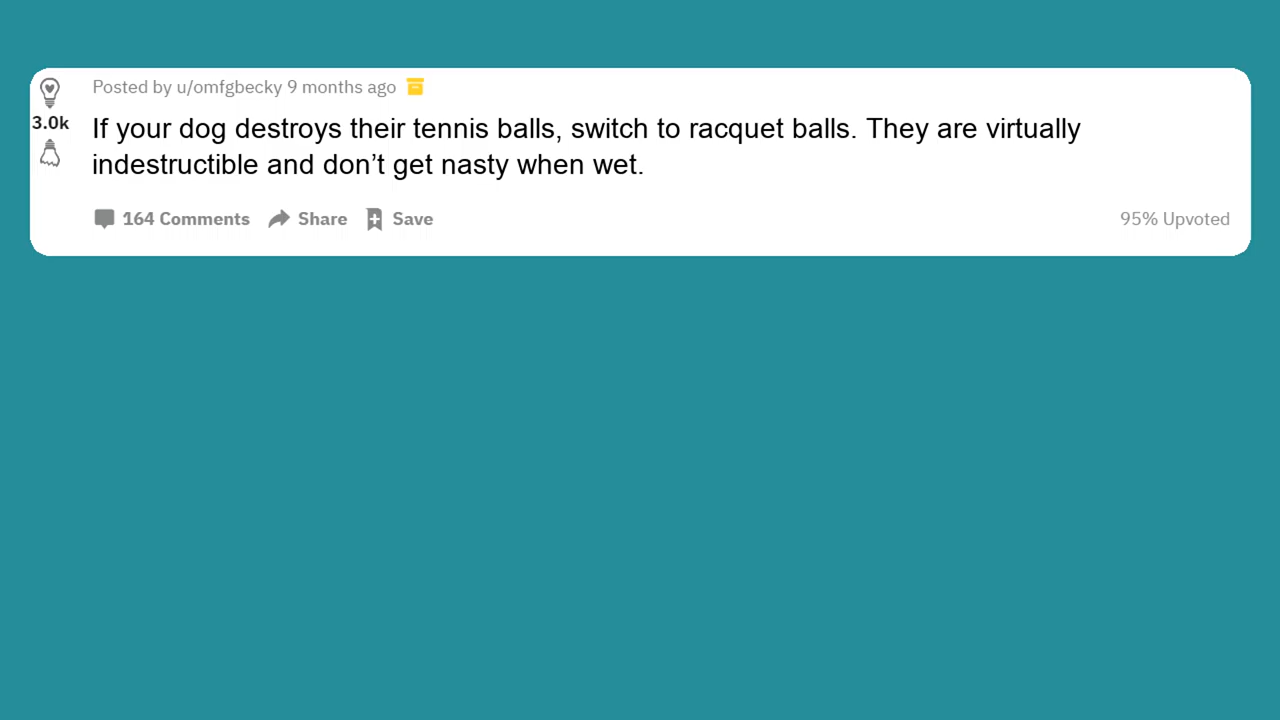 Posted by u/omfgbecky 9 months ago
3.0k
If your dog destroys their tennis balls, switch to racquet balls. They are virtually
indestructible and don’t get nasty when wet.
164 Comments Share Save 95% Upvoted